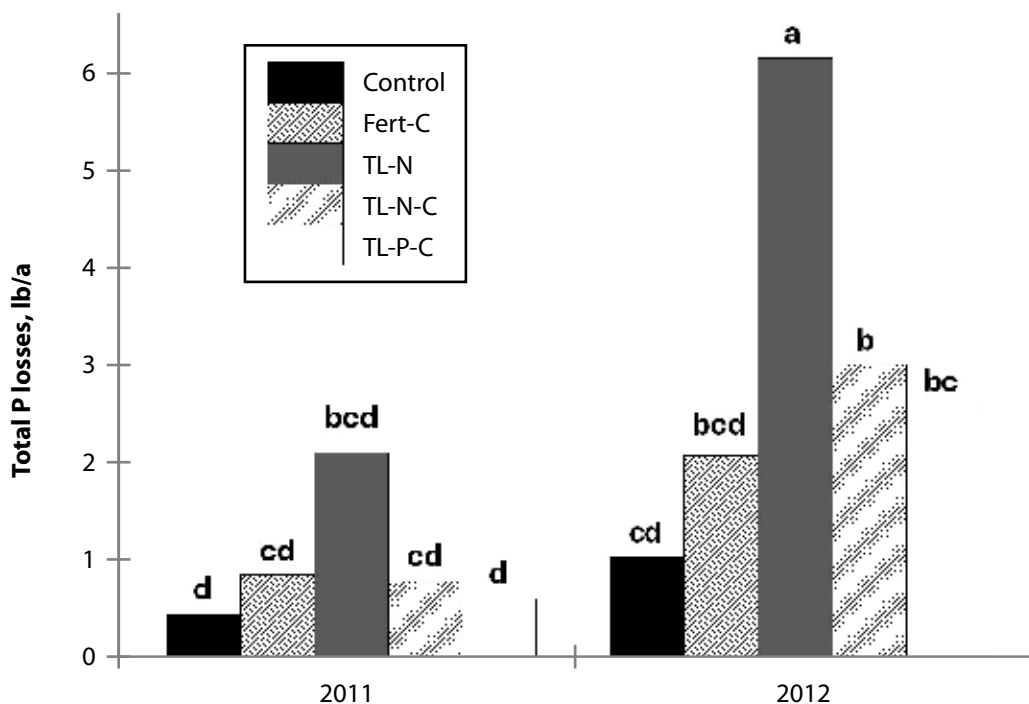 Total P losses, lb/a
6
5
4
3
2
1
0
Control
Fert-C
TL-N
TL-N-C
TL-P-C
d
cd
bcd
cd
d
cd
bcd
a
b
bc
2011
2012